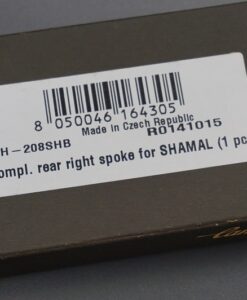 8 050046 164305
Made in Czech Republic
R0141015
H-208SHB
ompl. rear right spoke for SHAMAL (1 pc